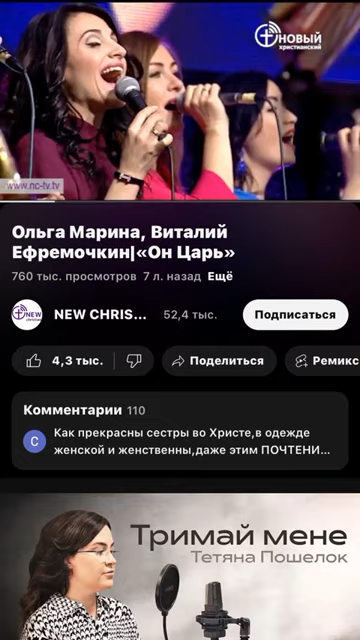 НОВЫЙ
христианский
www.nc-tv.tv
Ольга Марина, Виталий
Ефремочкин|«Он Царь»
760 тыс. просмотров 7 л. назад Ещё
NEW CHRIS... 52,4 тыс. Подписаться
4,3 тыс. Поделиться Ремикс
Комментарии 110
С Как прекрасны сестры во Христе,в одежде
женской и женственны,даже этим ПОЧТЕНИ...
Тримай мене
Тетяна Пошелок